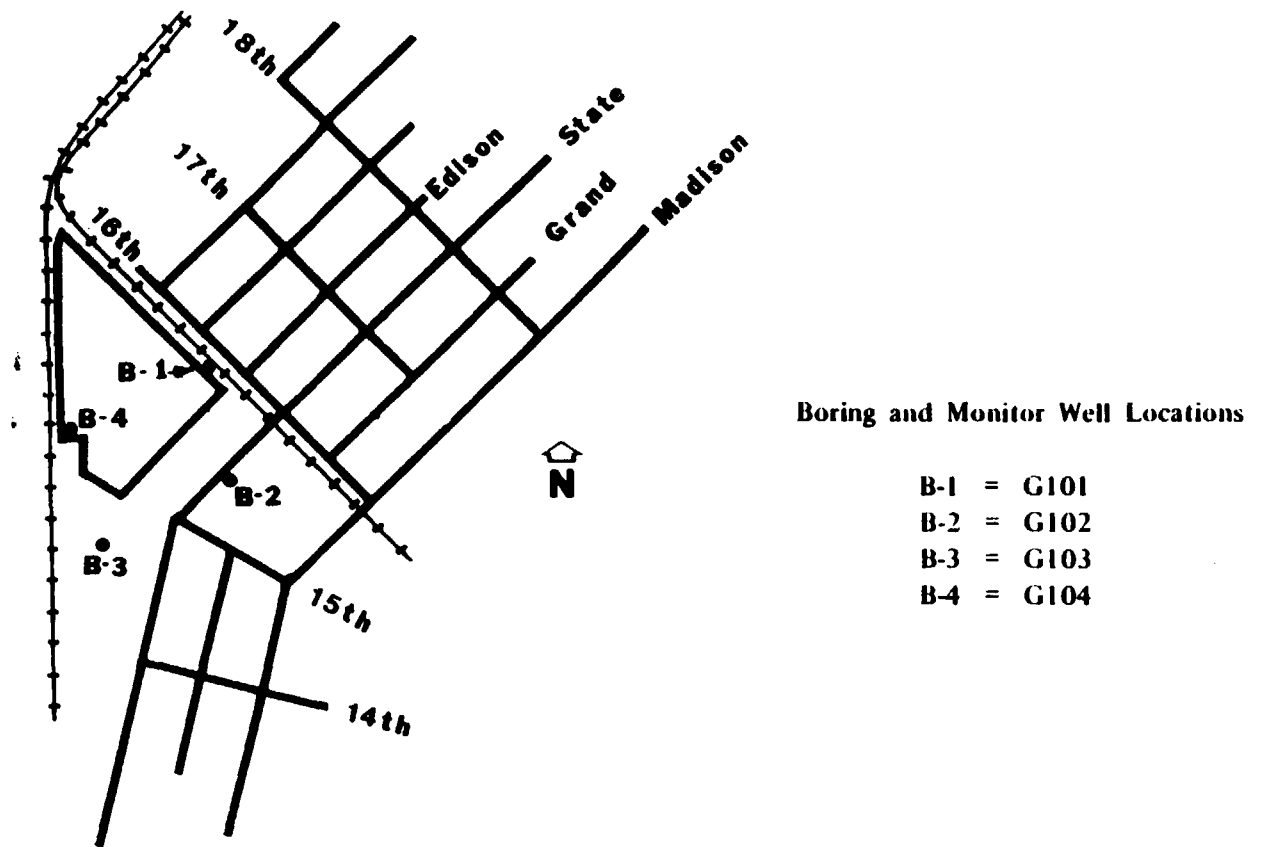 18th
17th
16th
Edison
State
Grand
Madison
B-1
B-4
B-2
B-3
15th
14th
N
Boring and Monitor Well Locations
B-1 = G101
B-2 = G102
B-3 = G103
B-4 = G104